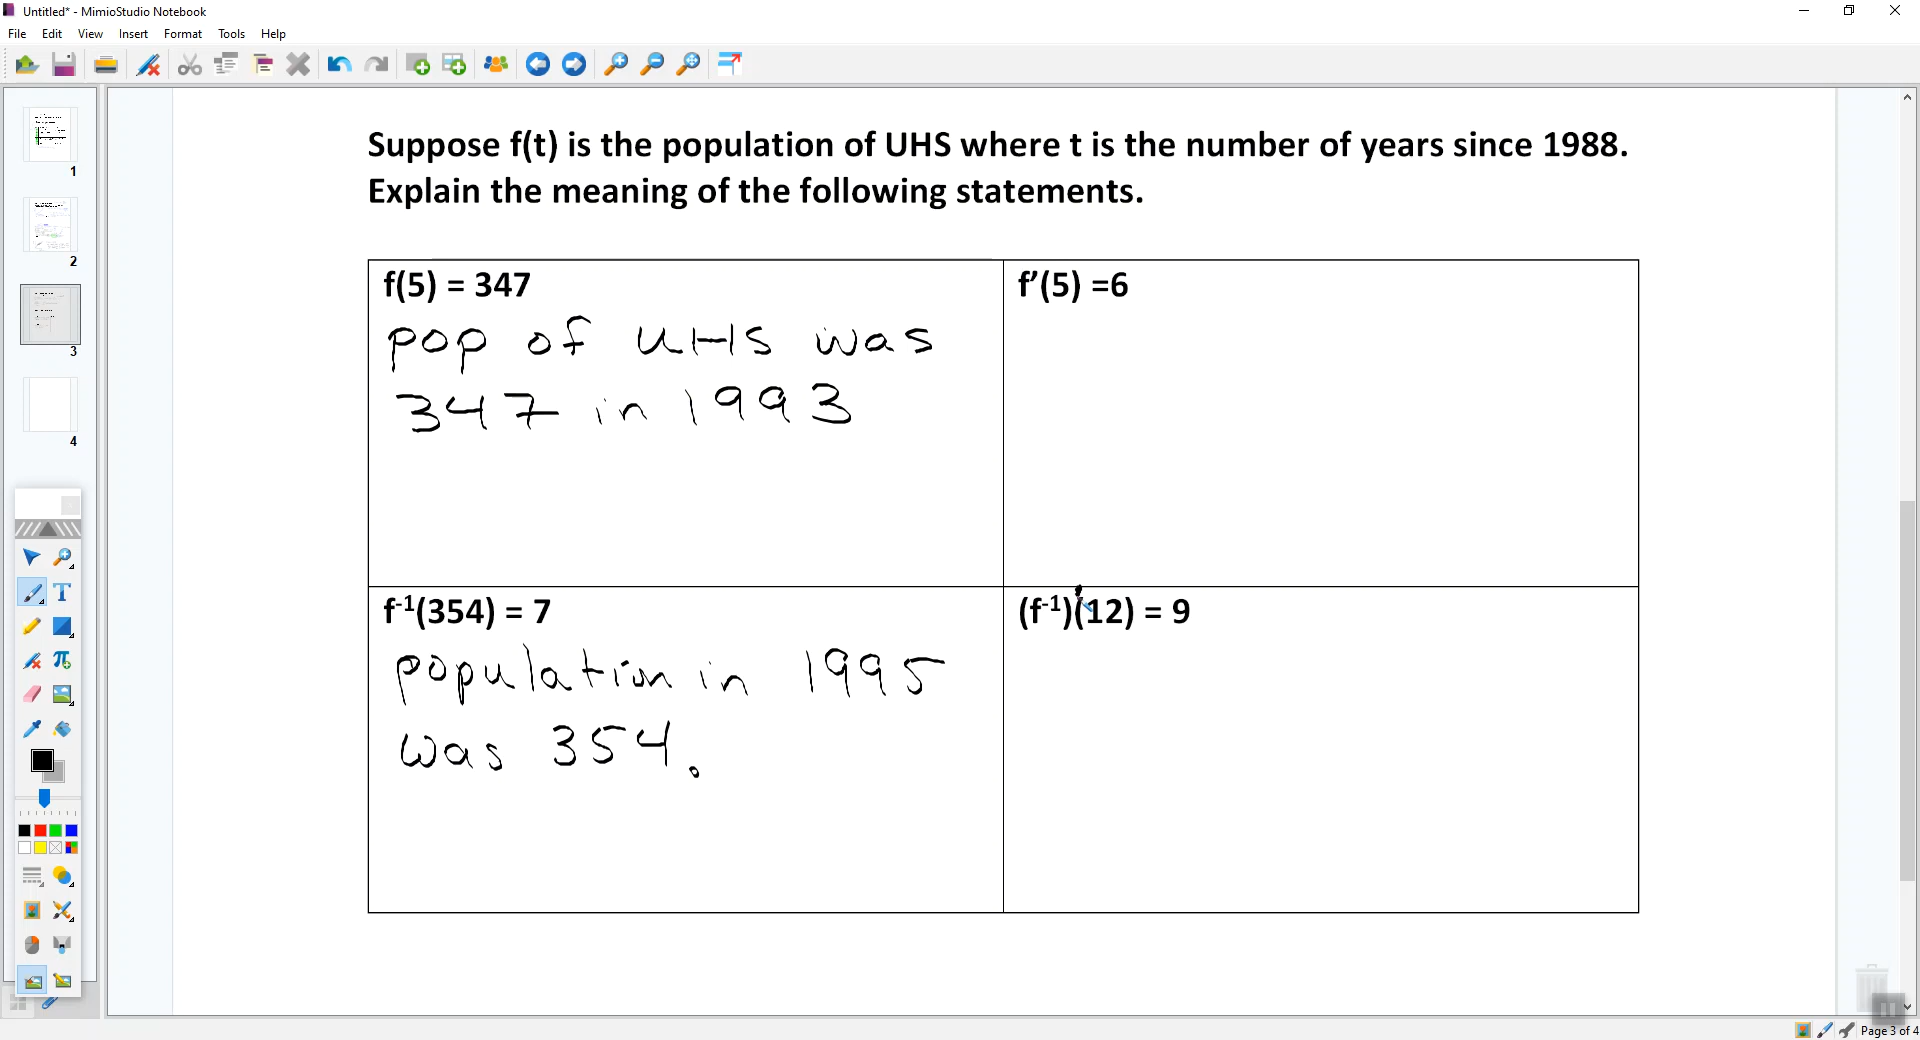 Untitled* - MimioStudio Notebook
File Edit View Insert Format Tools Help
1
2
3
4
Suppose f(t) is the population of UHS where t is the number of years since 1988.
Explain the meaning of the following statements.
f(5) = 347
pop of UHS was
347 in 1993
f’(5) =6
f⁻¹(354) = 7
population in 1995
was 354.
(f⁻¹)'(12) = 9
Page 3 of 4